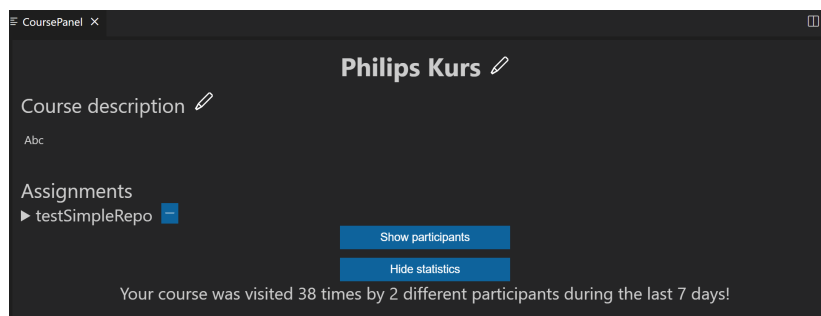 CoursePanel
Philips Kurs
Course description
Abc
Assignments
testSimpleRepo
Show participants
Hide statistics
Your course was visited 38 times by 2 different participants during the last 7 days!